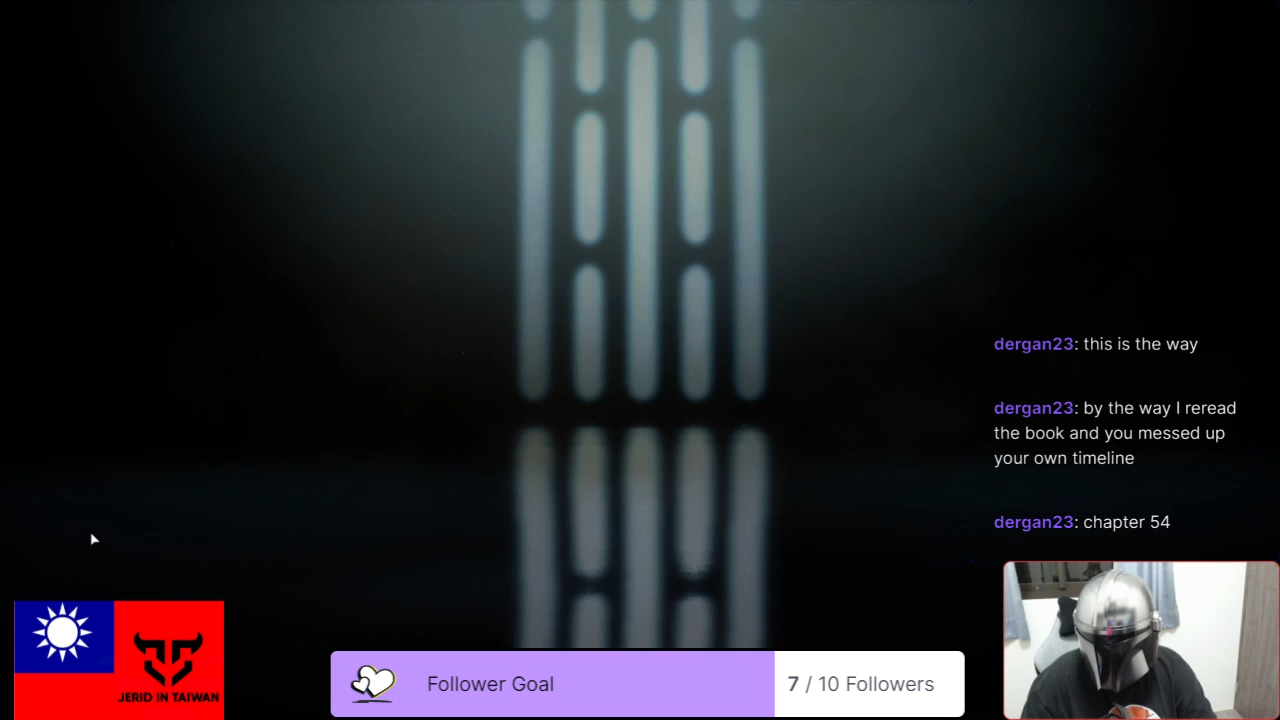 dergan23: this is the way
dergan23: by the way I reread
the book and you messed up
your own timeline
dergan23: chapter 54
JERID IN TAIWAN
Follower Goal
7 / 10 Followers